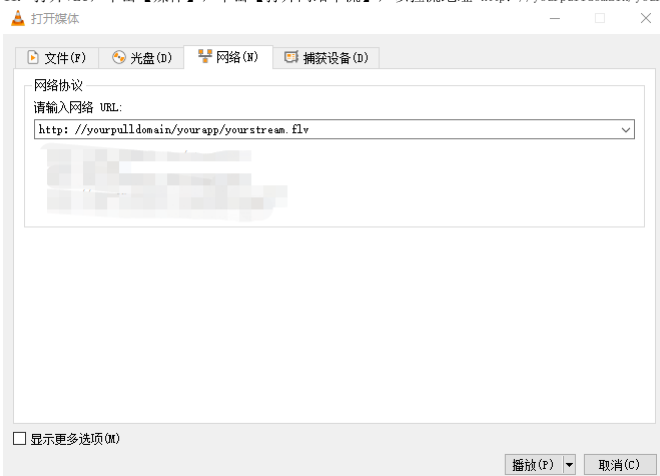 打开媒体
文件(F) 光盘(D) 网络(N) 捕获设备(D)
网络协议
请输入网络 URL:
http: //yourpulldomain/yourapp/yourstream.flv
显示更多选项(M)
播放(P) 取消(C)